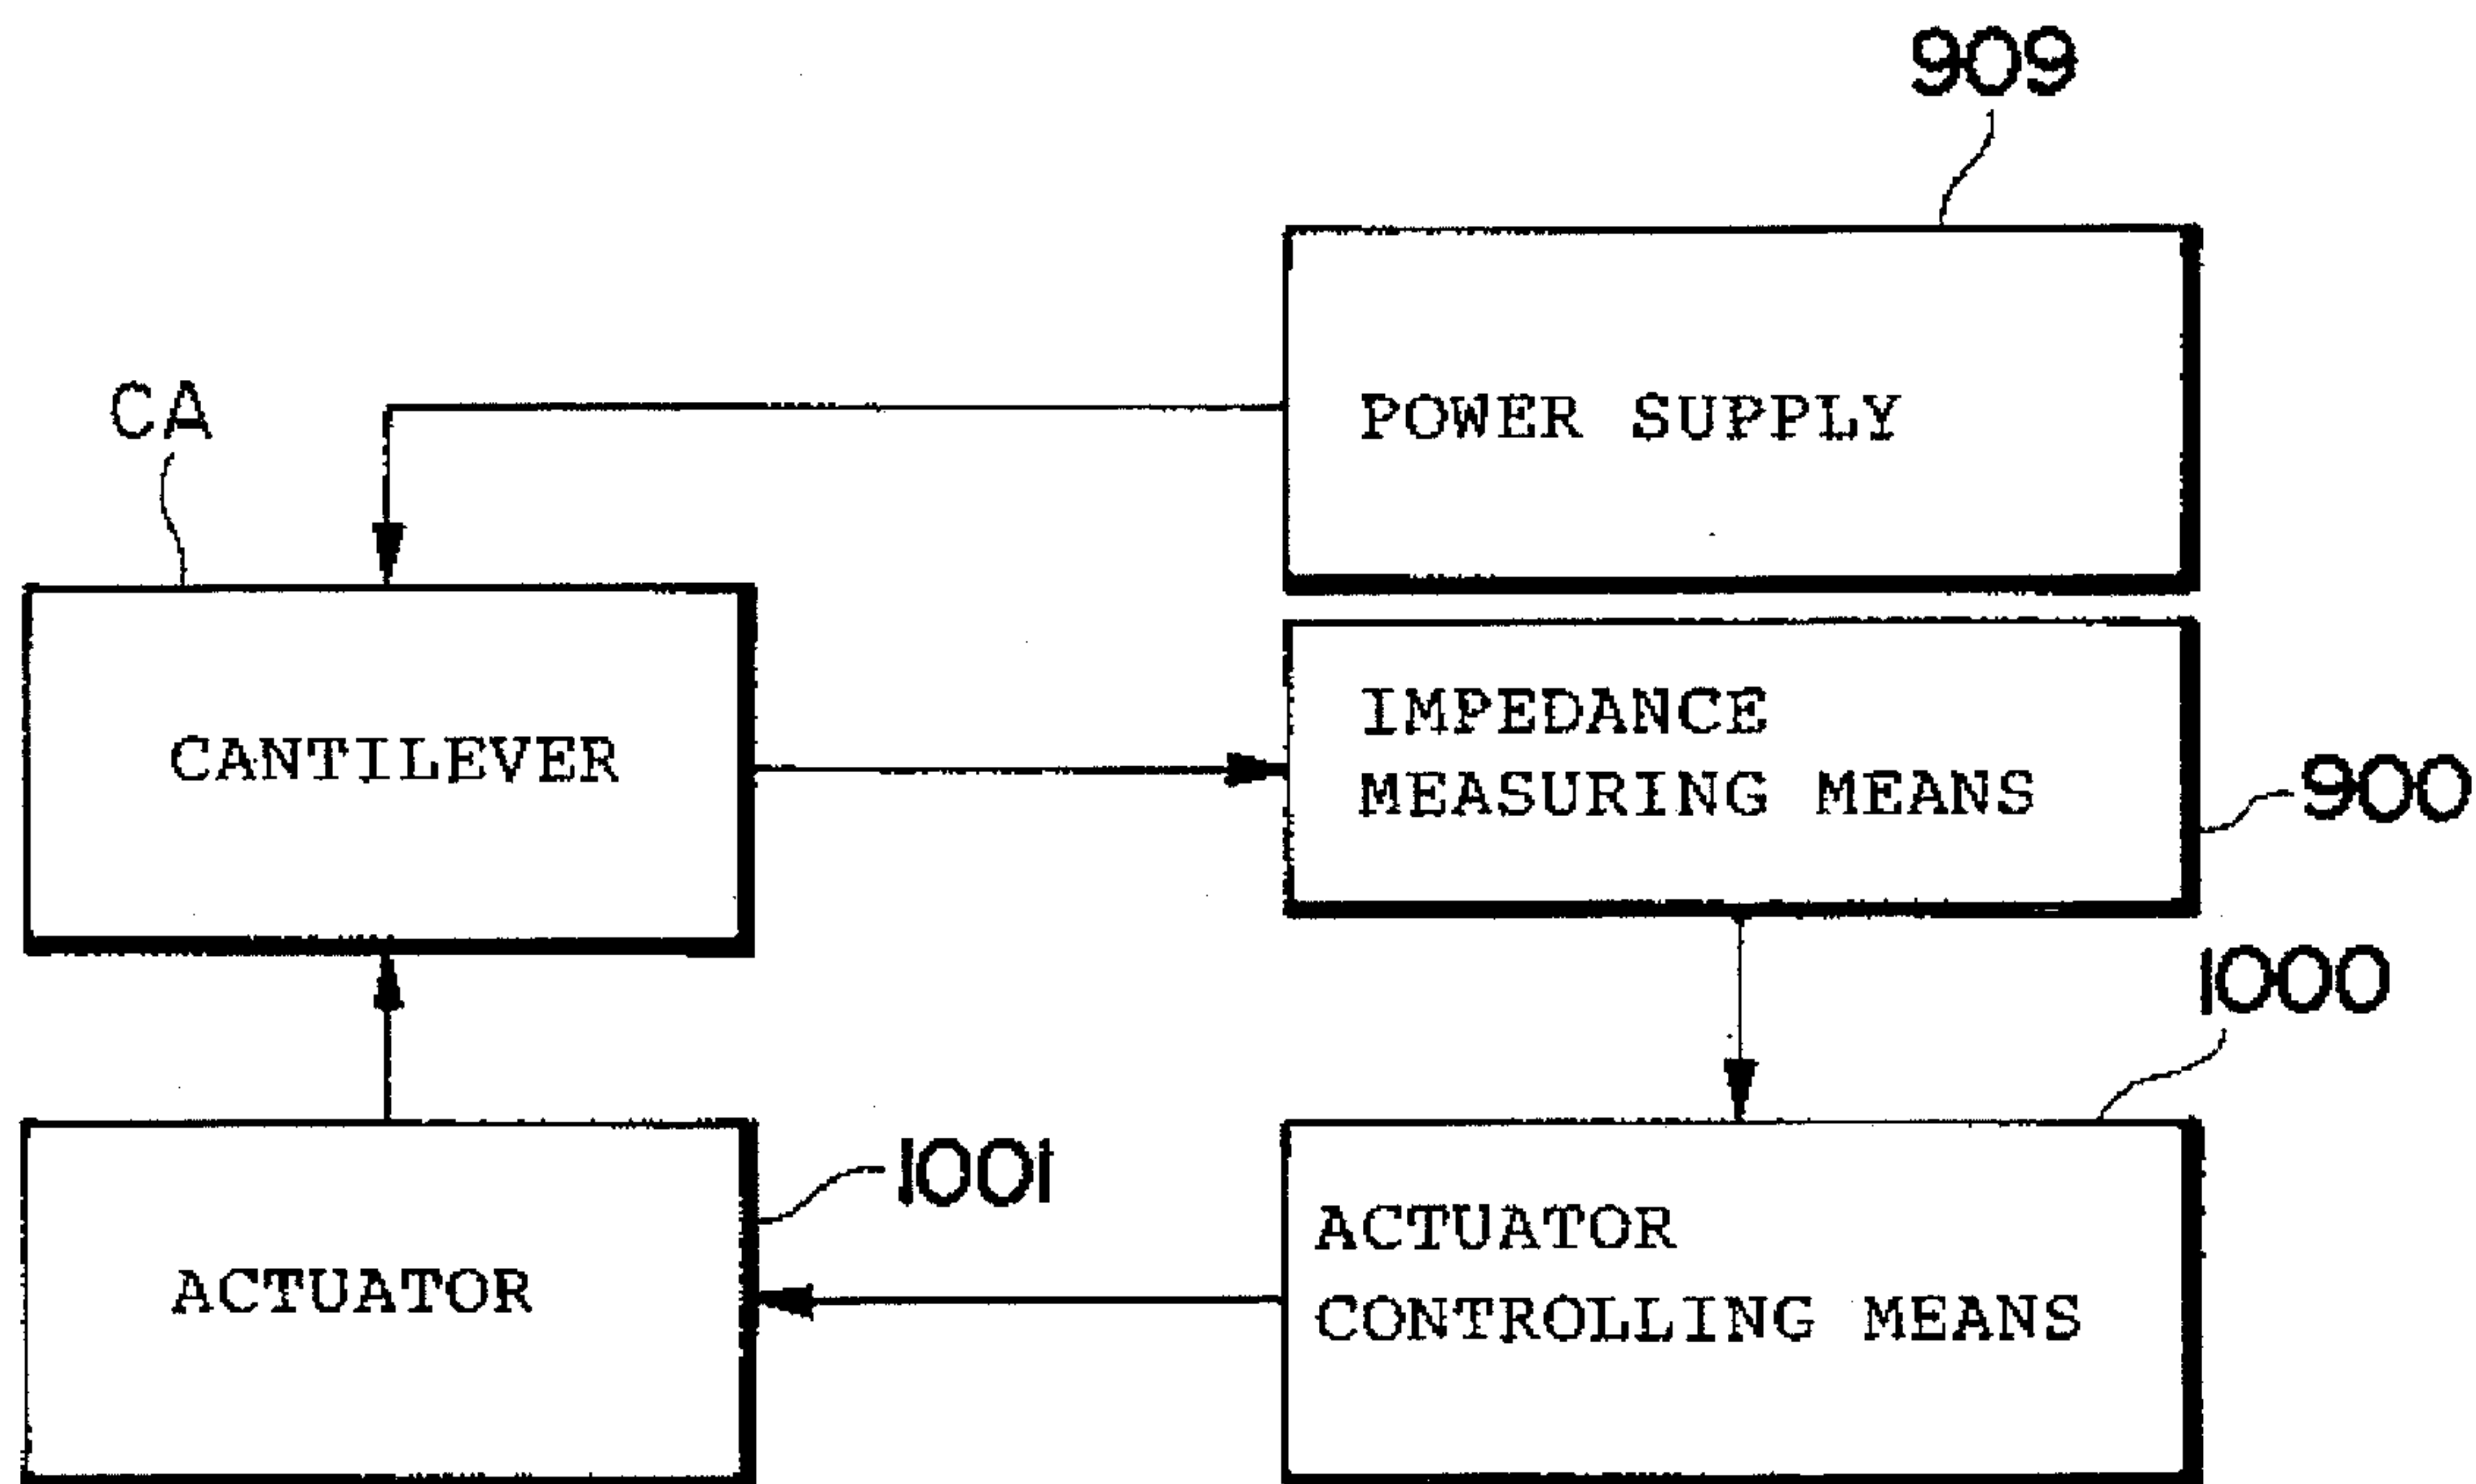 909
POWER SUPPLY
CA
CANTILEVER
IMPEDANCE
MEASURING MEANS
900
1000
1001
ACTUATOR
ACTUATOR
CONTROLLING MEANS